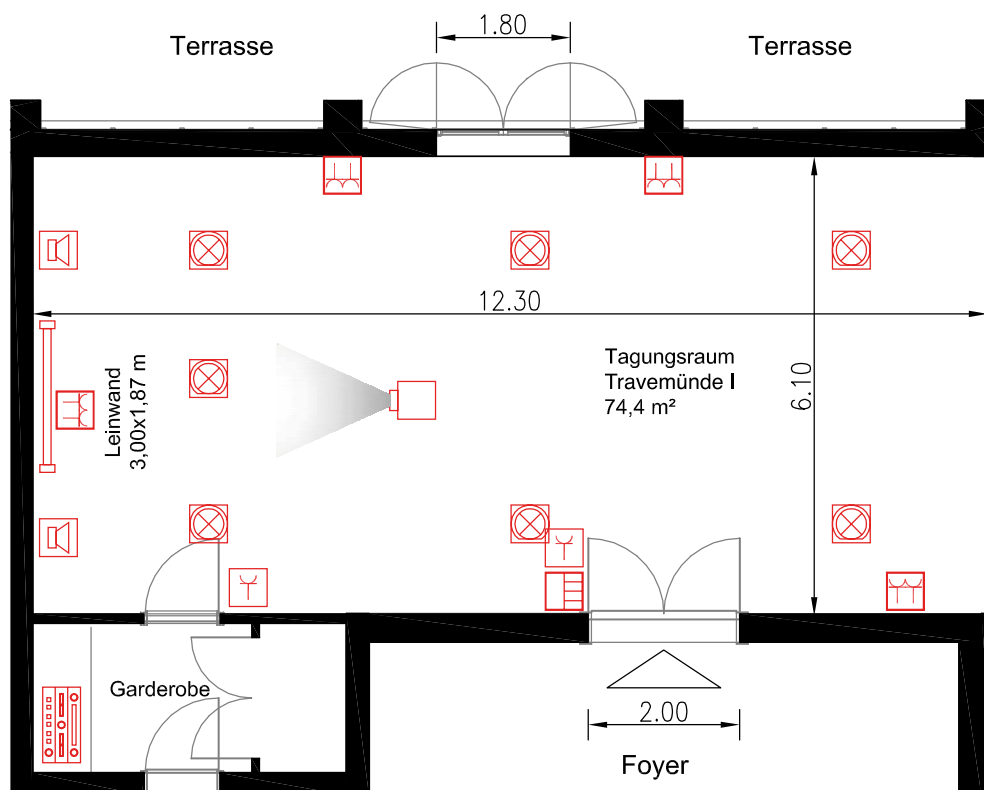 1.80
Terrasse
Terrasse
12.30
Tagungsraum
Travemünde I
74,4 m²
6.10
Leinwand
3,00x1,87 m
Garderobe
2.00
Foyer